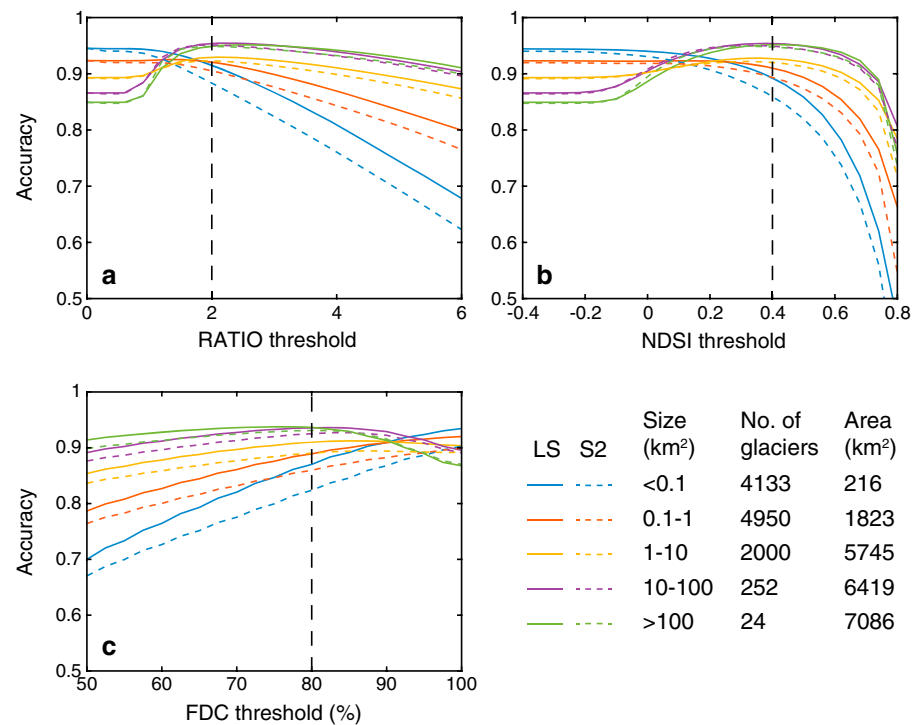 1
0.9
0.8
0.7
0.6
0.5
Accuracy
a
0
2
4
6
RATIO threshold
1
0.9
0.8
0.7
0.6
0.5
b
-0.4
-0.2
0
0.2
0.4
0.6
0.8
NDSI threshold
1
0.9
0.8
0.7
0.6
0.5
Accuracy
c
50
60
70
80
90
100
FDC threshold (%)
LS S2 Size (km²) No. of glaciers Area (km²)
<0.1 4133 216
0.1-1 4950 1823
1-10 2000 5745
10-100 252 6419
>100 24 7086